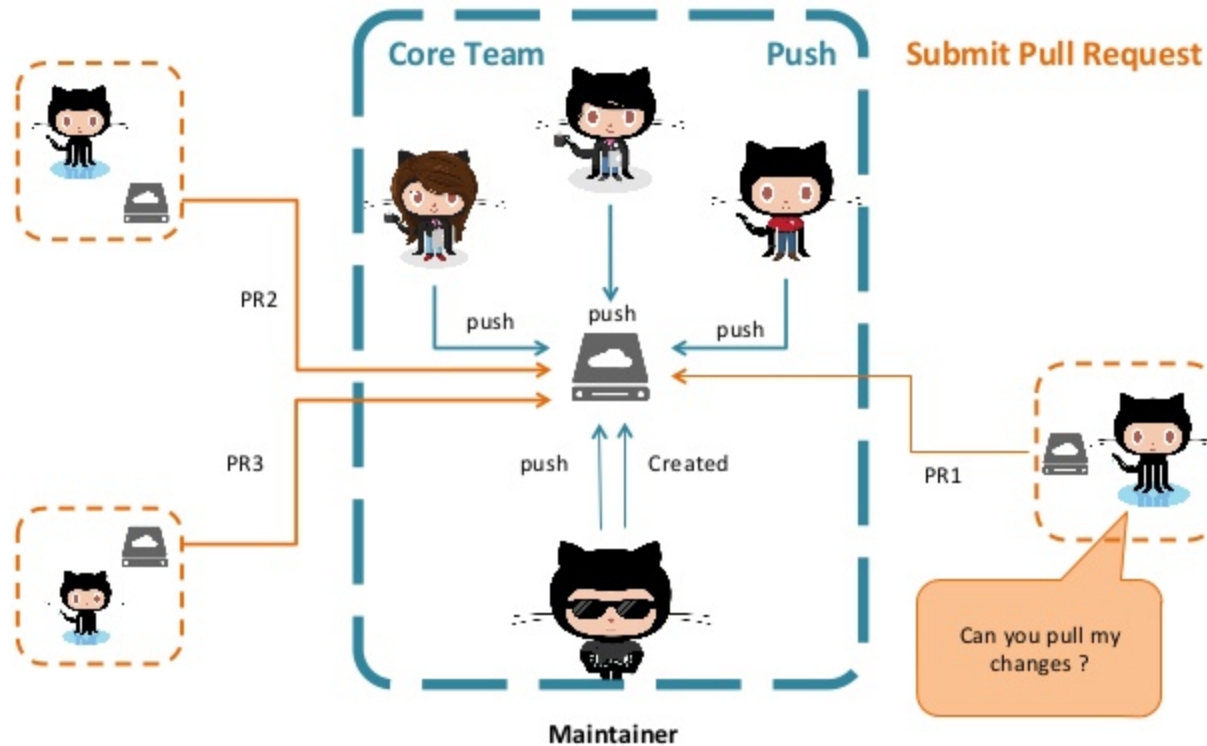 Core Team
Push
Submit Pull Request
PR2
push
push
push
PR3
push
Created
PR1
Can you pull my
changes ?
Maintainer